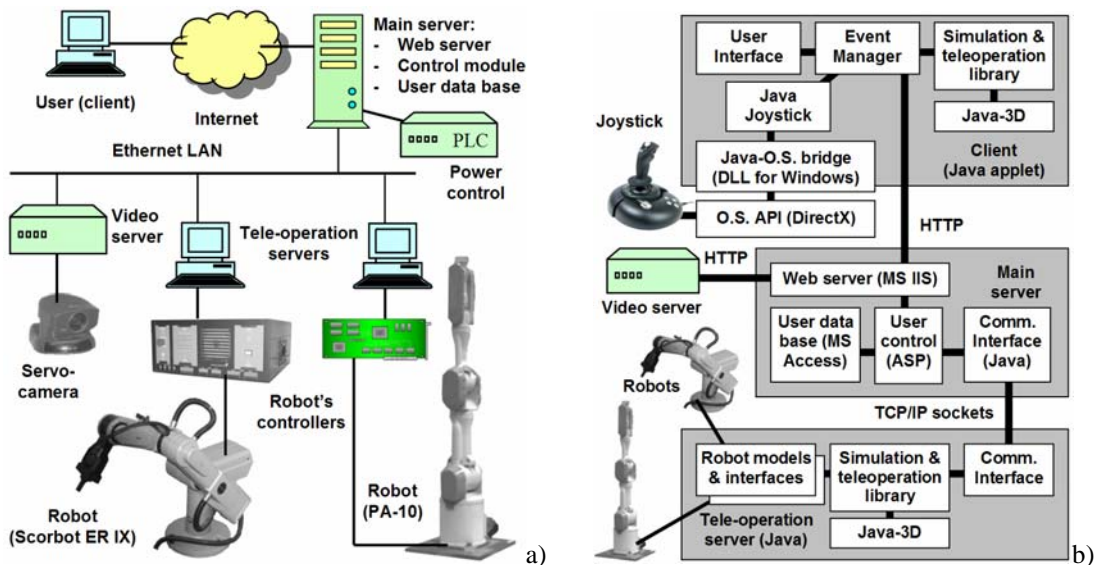 Main server:
- Web server
- Control module
- User data base
User (client)
Internet
PLC
Power
control
Ethernet LAN
Video
server
Tele-operation
servers
Servo-
camera
Robot's
controllers
Robot
(Scorbot ER IX)
Robot
(PA-10)
a)
User
Interface
Event
Manager
Simulation &
teleoperation
library
Java
Joystick
Java-3D
Joystick
Java-O.S. bridge
(DLL for Windows)
Client
(Java applet)
O.S. API (DirectX)
HTTP
HTTP
Video server
Web server (MS IIS)
Main
server
User data
base (MS
Access)
User
control
(ASP)
Comm.
Interface
(Java)
Robots
TCP/IP sockets
Robot models
& interfaces
Simulation &
teleoperation
library
Comm.
Interface
Tele-operation
server (Java)
Java-3D
b)